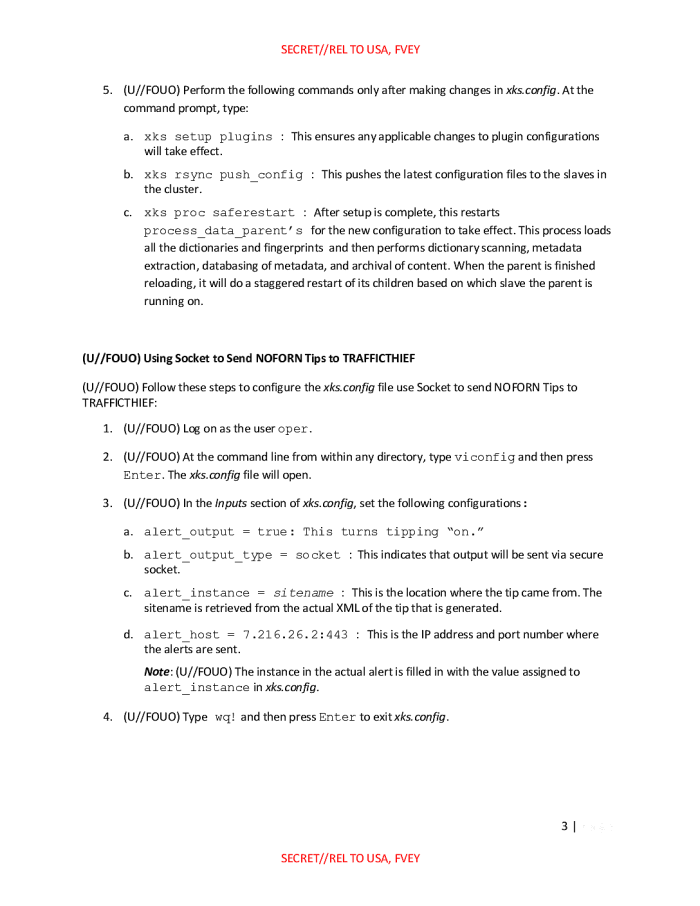 SECRET//REL TO USA, FVEY
5. (U//FOUO) Perform the following commands only after making changes in xks.config. At the
command prompt, type:
a. xks setup plugins : This ensures any applicable changes to plugin configurations
will take effect.
b. xks rsync push_config : This pushes the latest configuration files to the slaves in
the cluster.
c. xks proc saferestart : After setup is complete, this restarts
process_data_parent's for the new configuration to take effect. This process loads
all the dictionaries and fingerprints and then performs dictionary scanning, metadata
extraction, databasing of metadata, and archival of content. When the parent is finished
reloading, it will do a staggered restart of its children based on which slave the parent is
running on.
(U//FOUO) Using Socket to Send NOFORN Tips to TRAFFICTHIEF
(U//FOUO) Follow these steps to configure the xks.config file use Socket to send NOFORN Tips to
TRAFFICTHIEF:
1. (U//FOUO) Log on as the user oper.
2. (U//FOUO) At the command line from within any directory, type viconfig and then press
Enter. The xks.config file will open.
3. (U//FOUO) In the Inputs section of xks.config, set the following configurations:
a. alert_output = true: This turns tipping “on.”
b. alert_output_type = socket : This indicates that output will be sent via secure
socket.
c. alert_instance = sitename : This is the location where the tip came from. The
sitename is retrieved from the actual XML of the tip that is generated.
d. alert_host = 7.216.26.2:443 : This is the IP address and port number where
the alerts are sent.
Note: (U//FOUO) The instance in the actual alert is filled in with the value assigned to
alert_instance in xks.config.
4. (U//FOUO) Type wq! and then press Enter to exit xks.config.
3 |
SECRET//REL TO USA, FVEY